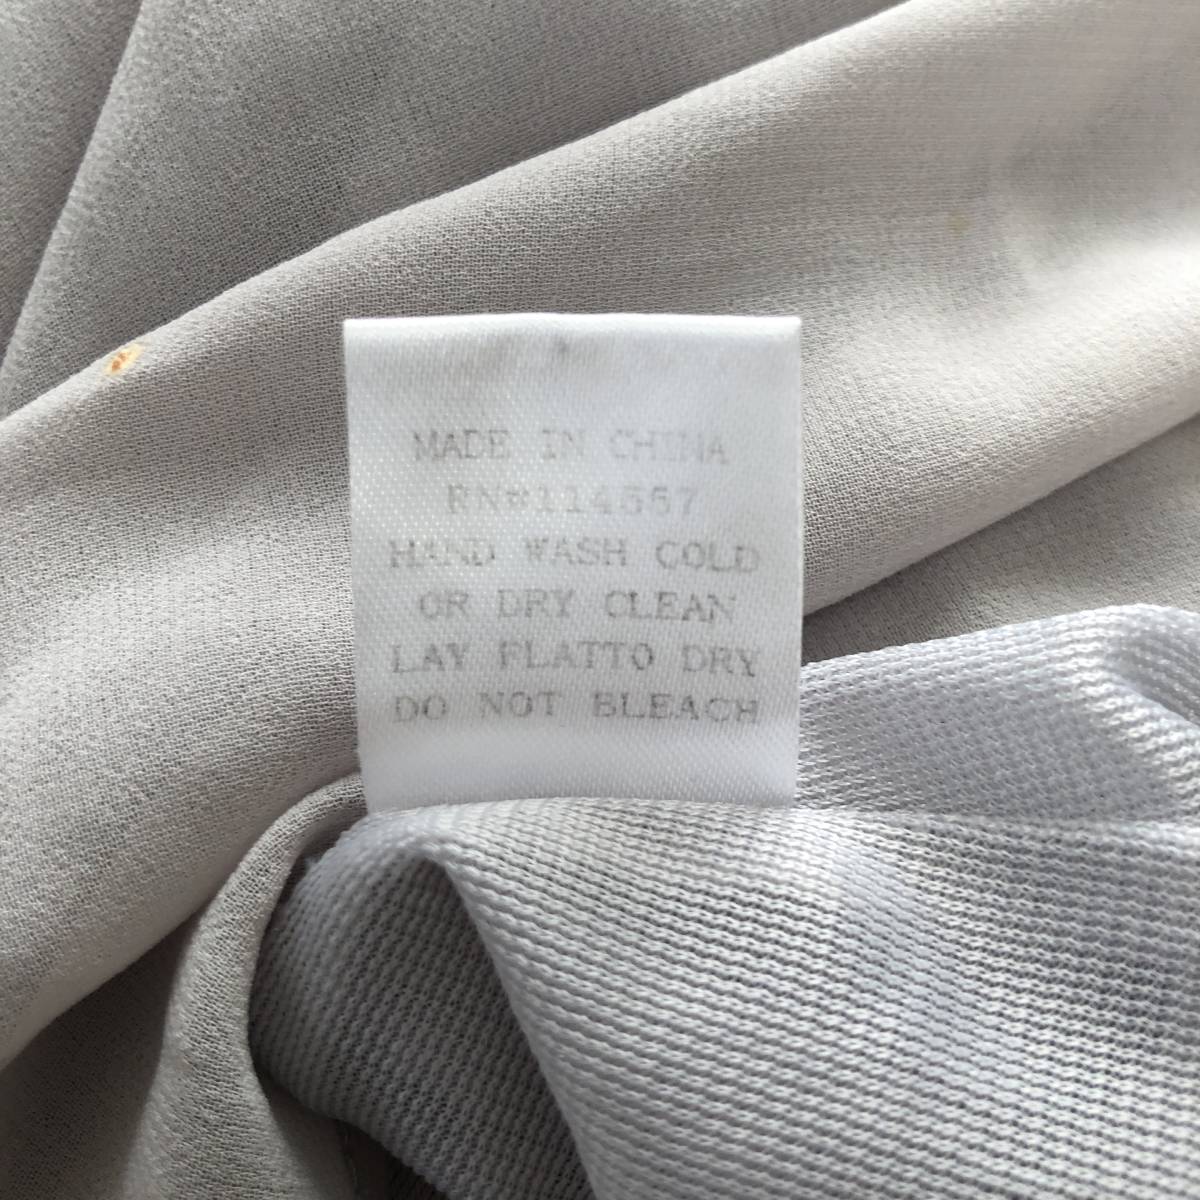 MADE IN CHINA
RN#114557
HAND WASH COLD
OR DRY CLEAN
LAY FLATTO DRY
DO NOT BLEACH